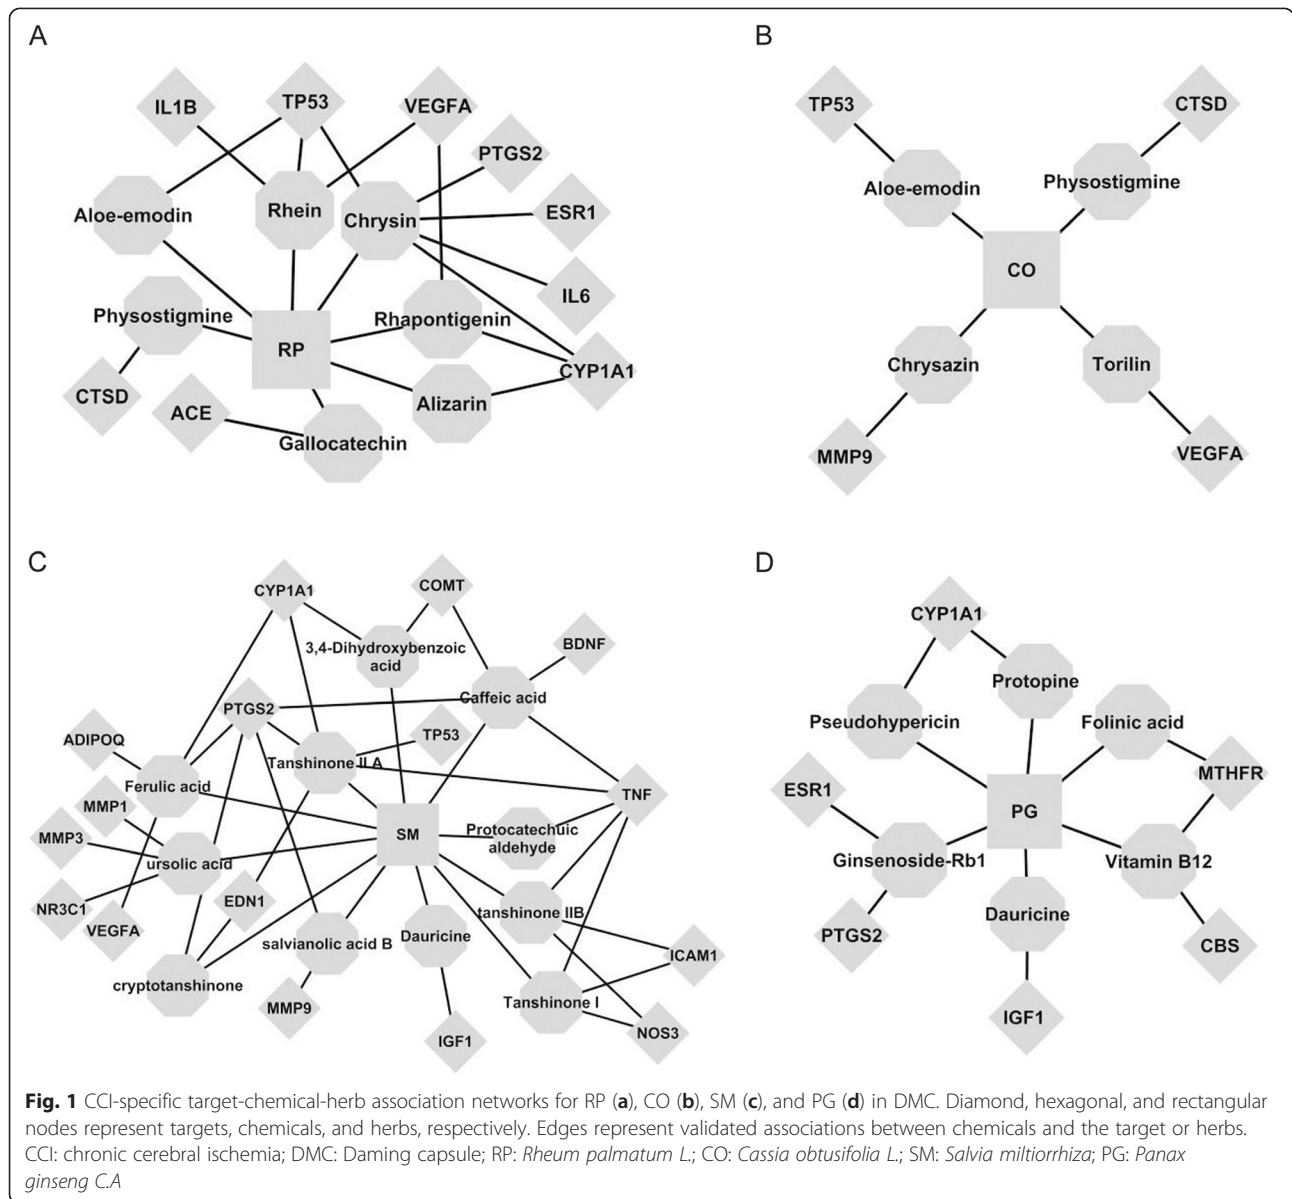 A
IL1B
TP53
VEGFA
PTGS2
Aloe-emodin
Rhein
Chrysin
ESR1
IL6
Physostigmine
Rhapontigenin
RP
CYP1A1
CTSD
ACE
Alizarin
Gallocatechin
B
TP53
CTSD
Aloe-emodin
Physostigmine
CO
Chrysazin
Torilin
MMP9
VEGFA
C
CYP1A1
COMT
3,4-Dihydroxybenzoic
acid
BDNF
Caffeic acid
PTGS2
ADIPOQ
TP53
Tanshinone II A
Ferulic acid
TNF
MMP1
MMP3
SM
Protocatechuic
aldehyde
ursolic acid
NR3C1
EDN1
tanshinone IIB
VEGFA
salvianolic acid B
Dauricine
ICAM1
cryptotanshinone
MMP9
Tanshinone I
IGF1
NOS3
D
CYP1A1
Protopine
Pseudohypericin
Folinic acid
MTHFR
ESR1
PG
Ginsenoside-Rb1
Vitamin B12
Dauricine
PTGS2
CBS
IGF1
Fig. 1 CCI-specific target-chemical-herb association networks for RP (a), CO (b), SM (c), and PG (d) in DMC. Diamond, hexagonal, and rectangular
nodes represent targets, chemicals, and herbs, respectively. Edges represent validated associations between chemicals and the target or herbs.
CCI: chronic cerebral ischemia; DMC: Daming capsule; RP: Rheum palmatum L.; CO: Cassia obtusifolia L.; SM: Salvia miltiorrhiza; PG: Panax
ginseng C.A